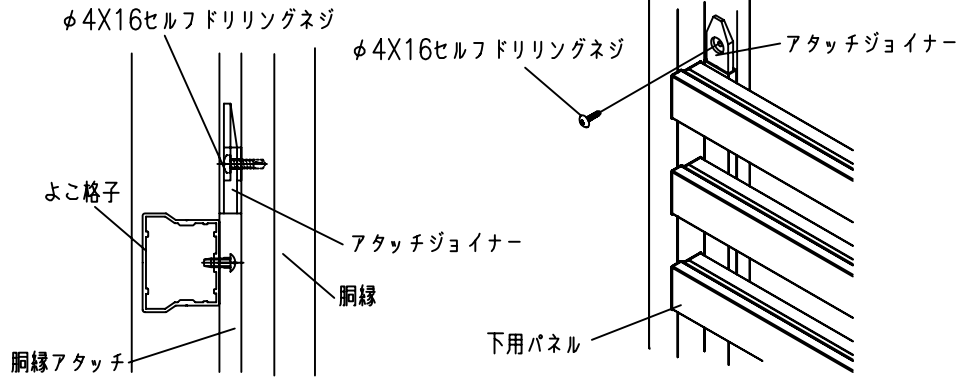 φ4X16セルフドリリングネジ
よこ格子
アタッチジョイナー
胴縁
胴縁アタッチ
φ4X16セルフドリリングネジ
アタッチジョイナー
下用パネル